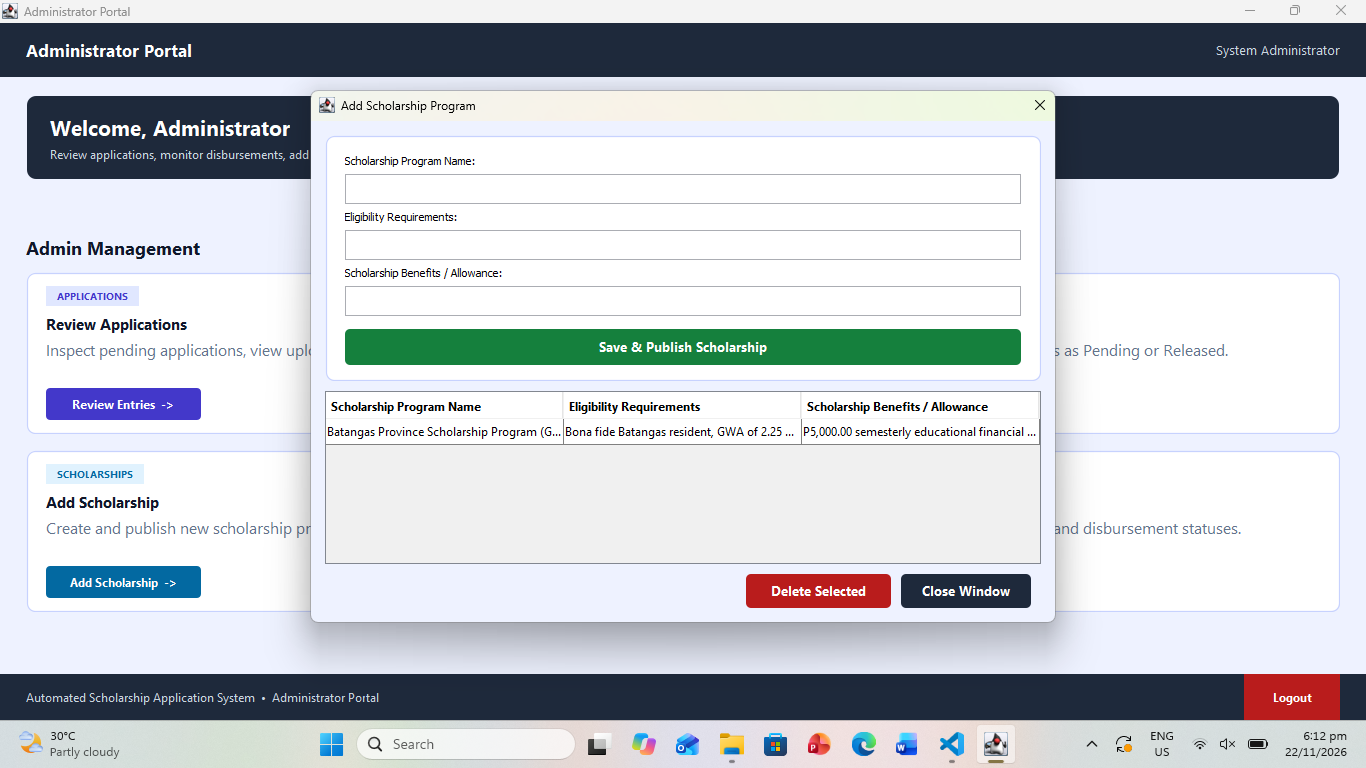 Administrator Portal
Administrator Portal
System Administrator
Welcome, Administrator
Review applications, monitor disbursements, add
Add Scholarship Program
Scholarship Program Name:
Eligibility Requirements:
Scholarship Benefits / Allowance:
Save & Publish Scholarship
Scholarship Program Name Eligibility Requirements Scholarship Benefits / Allowance
Batangas Province Scholarship Program (G... Bona fide Batangas resident, GWA of 2.25 ... P5,000.00 semesterly educational financial ...
Delete Selected Close Window
Admin Management
APPLICATIONS
Review Applications
Inspect pending applications, view uplo
s as Pending or Released.
Review Entries ->
SCHOLARSHIPS
Add Scholarship
Create and publish new scholarship pr
and disbursement statuses.
Add Scholarship ->
Automated Scholarship Application System • Administrator Portal
Logout
30°C
Partly cloudy
Search
ENG
US
6:12 pm
22/11/2026